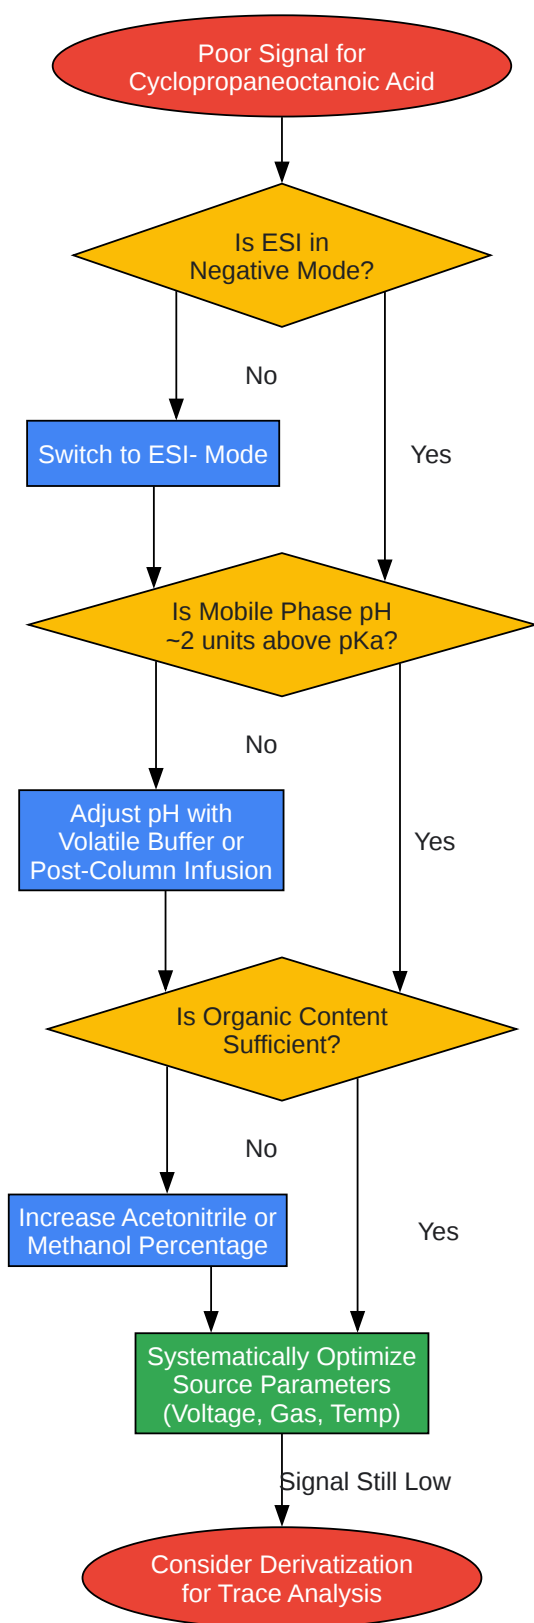 Poor Signal for
Cyclopropaneoctanoic Acid
Is ESI in
Negative Mode?
No
Switch to ESI- Mode
Yes
Is Mobile Phase pH
~2 units above pKa?
No
Adjust pH with
Volatile Buffer or
Post-Column Infusion
Yes
Is Organic Content
Sufficient?
No
Increase Acetonitrile or
Methanol Percentage
Yes
Systematically Optimize
Source Parameters
(Voltage, Gas, Temp)
Signal Still Low
Consider Derivatization
for Trace Analysis